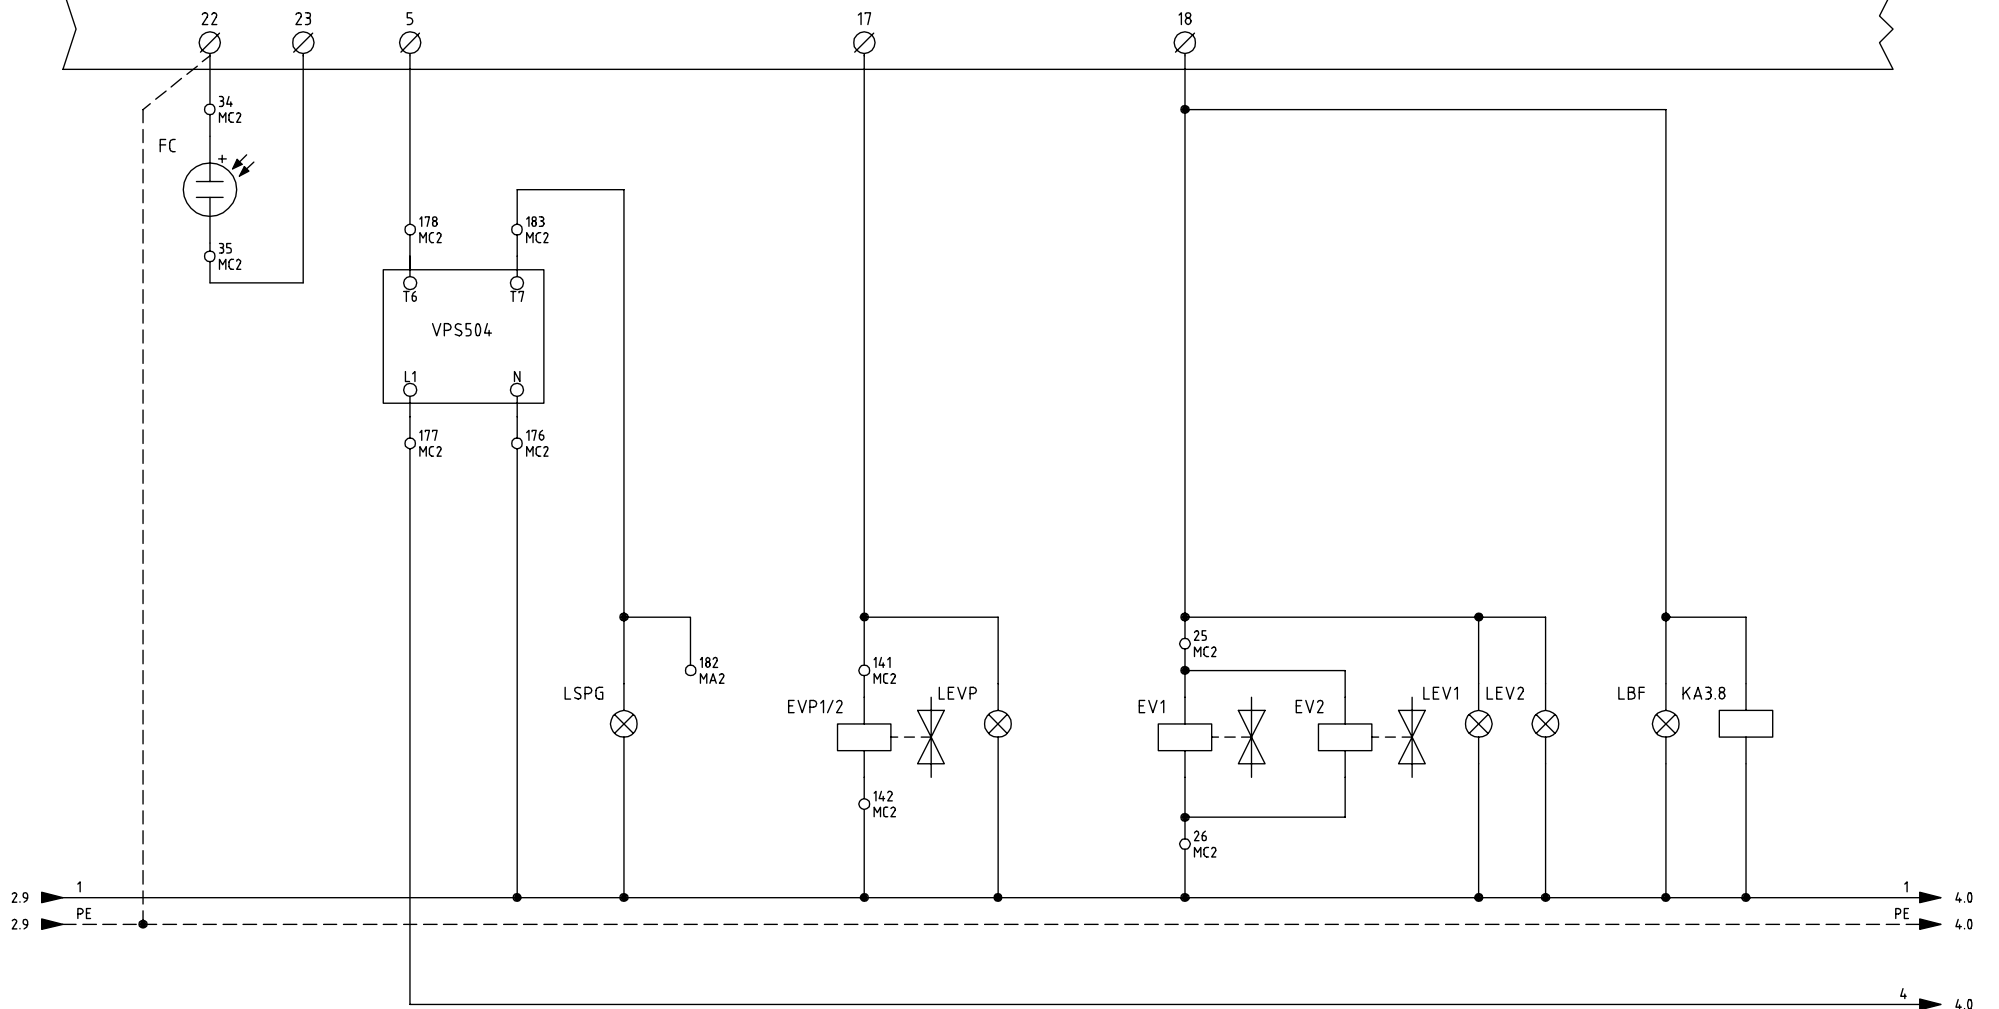 22
23
5
17
18
34
MC2
FC
+
35
MC2
178
MC2
183
MC2
T6
T7
VPS504
L1
N
177
MC2
176
MC2
LSPG
182
MA2
141
MC2
EVP1/2
LEVP
142
MC2
25
MC2
EV1
EV2
LEV1
LEV2
26
MC2
LBF
KA3.8
2.9
1
1
4.0
2.9
PE
PE
4.0
4
4.0